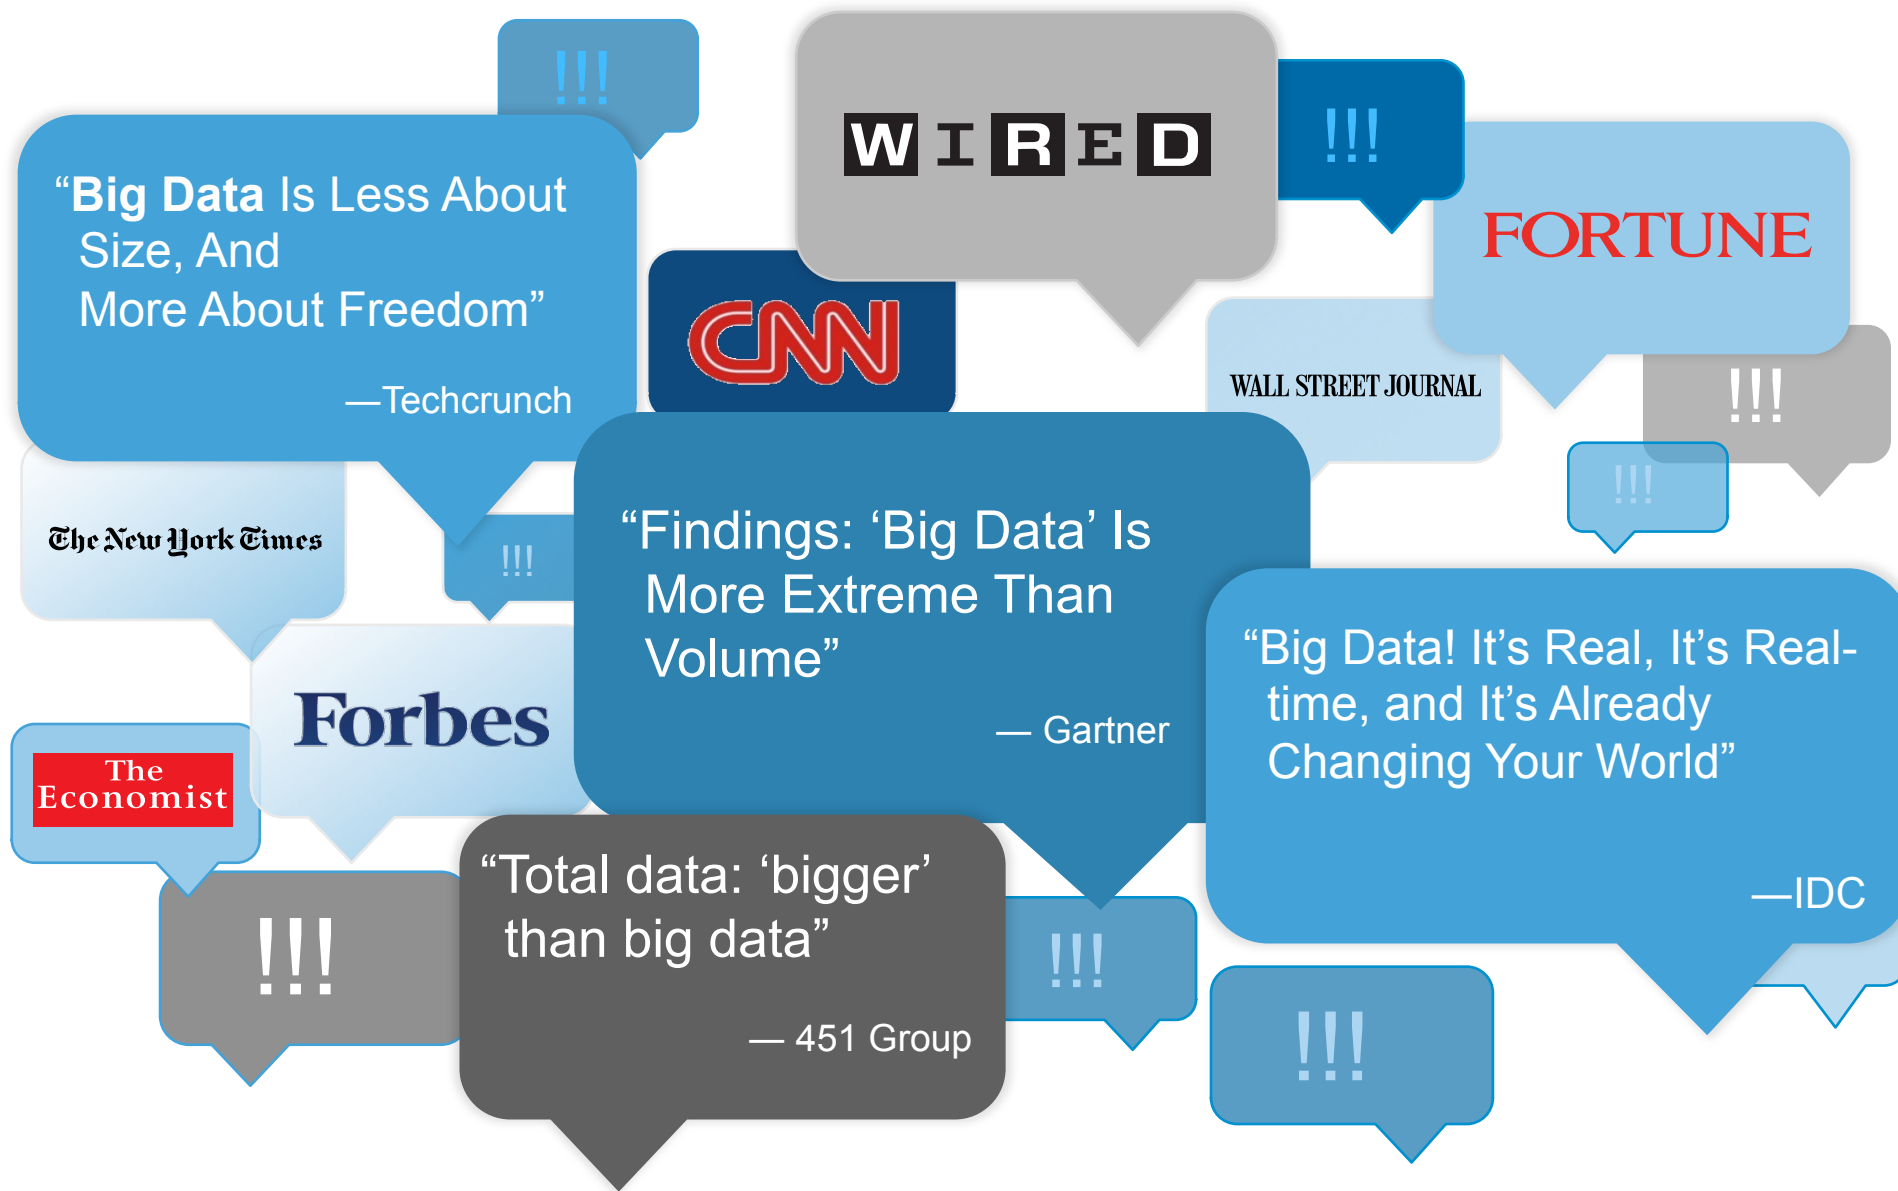 !!!
WIRED
!!!
“Big Data Is Less About
Size, And
More About Freedom”
—Techcrunch
FORTUNE
CNN
WALL STREET JOURNAL
!!!
!!!
The New York Times
!!!
“Findings: ‘Big Data’ Is
More Extreme Than
Volume”
— Gartner
“Big Data! It’s Real, It’s Real-
time, and It’s Already
Changing Your World”
—IDC
Forbes
The
Economist
“Total data: ‘bigger’
than big data”
— 451 Group
!!!
!!!
!!!